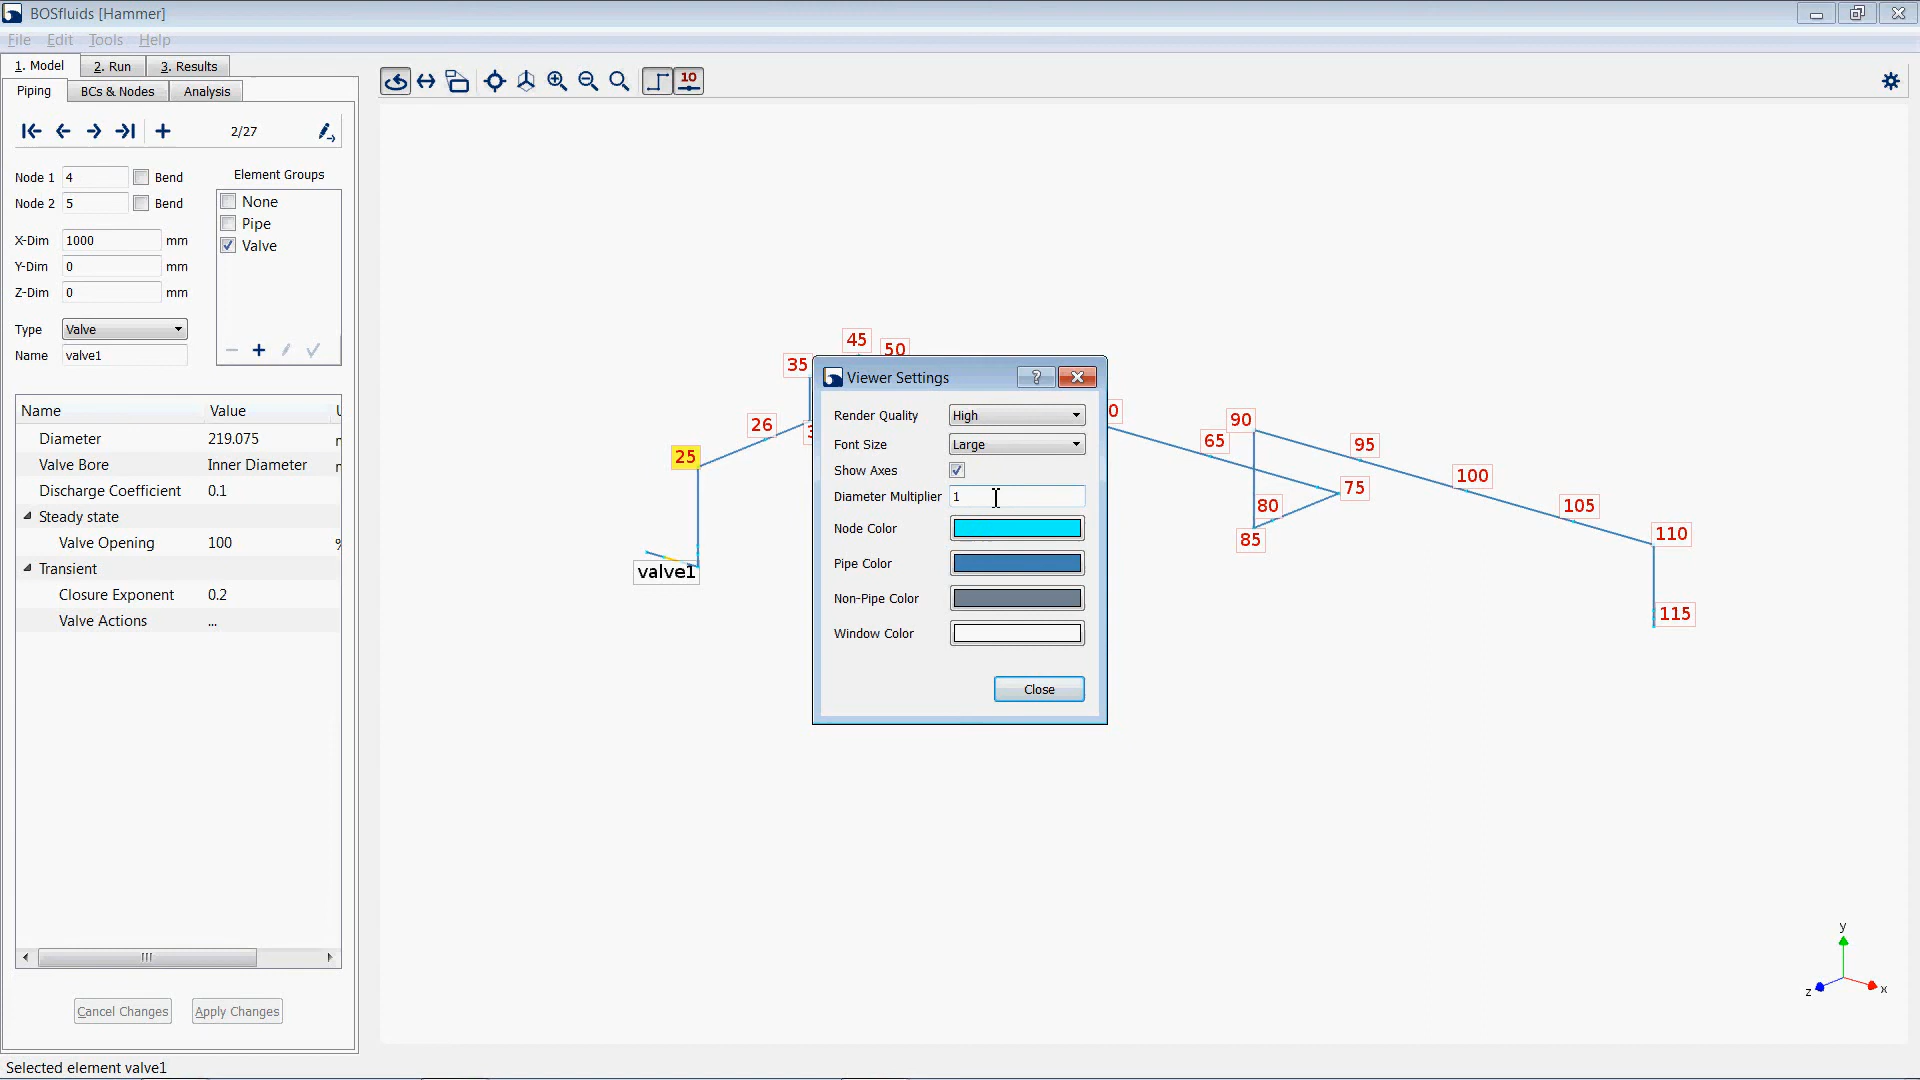 BOSfluids [Hammer]
File Edit Tools Help
1. Model 2. Run 3. Results
Piping BCs & Nodes Analysis
10
2/27
Node 1 4 Bend
Node 2 5 Bend
Element Groups
None
Pipe
Valve
X-Dim 1000 mm
Y-Dim 0 mm
Z-Dim 0 mm
Type Valve
Name valve1
Name Value
Diameter 219.075
Valve Bore Inner Diameter
Discharge Coefficient 0.1
Steady state
Valve Opening 100 %
Transient
Closure Exponent 0.2
Valve Actions ...
Cancel Changes Apply Changes
Selected element valve1
45
50
35
26
25
valve1
0
65
90
95
75
80
85
100
105
110
115
Viewer Settings
Render Quality High
Font Size Large
Show Axes
Diameter Multiplier 1
Node Color
Pipe Color
Non-Pipe Color
Window Color
Close
y
z
x